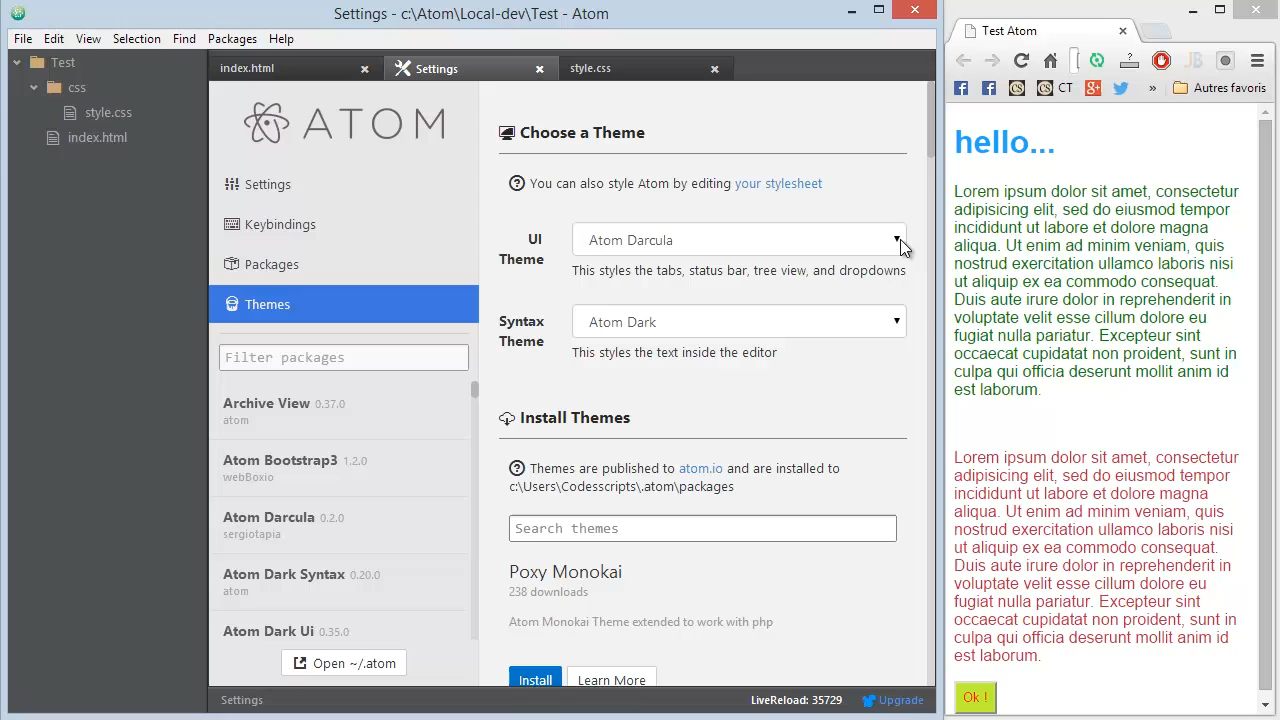 Settings - c:\Atom\Local-dev\Test - Atom
File Edit View Selection Find Packages Help
Test
css
style.css
index.html
index.html
Settings
style.css
ATOM
Settings
Keybindings
Packages
Themes
Filter packages
Archive View 0.37.0
atom
Atom Bootstrap3 1.2.0
webBoxio
Atom Darcula 0.2.0
sergiotapia
Atom Dark Syntax 0.20.0
atom
Atom Dark Ui 0.35.0
Open ~/.atom
Choose a Theme
You can also style Atom by editing your stylesheet
UI
Theme
Atom Darcula
This styles the tabs, status bar, tree view, and dropdowns
Syntax
Theme
Atom Dark
This styles the text inside the editor
Install Themes
Themes are published to atom.io and are installed to
c:\Users\Codesscripts\.atom\packages
Search themes
Poxy Monokai
238 downloads
Atom Monokai Theme extended to work with php
Install
Learn More
Settings
LiveReload: 35729
Upgrade
Test Atom
JB
CS
CS CT
g+
»
Autres favoris
hello...
Lorem ipsum dolor sit amet, consectetur
adipisicing elit, sed do eiusmod tempor
incididunt ut labore et dolore magna
aliqua. Ut enim ad minim veniam, quis
nostrud exercitation ullamco laboris nisi
ut aliquip ex ea commodo consequat.
Duis aute irure dolor in reprehenderit in
voluptate velit esse cillum dolore eu
fugiat nulla pariatur. Excepteur sint
occaecat cupidatat non proident, sunt in
culpa qui officia deserunt mollit anim id
est laborum.
Lorem ipsum dolor sit amet, consectetur
adipisicing elit, sed do eiusmod tempor
incididunt ut labore et dolore magna
aliqua. Ut enim ad minim veniam, quis
nostrud exercitation ullamco laboris nisi
ut aliquip ex ea commodo consequat.
Duis aute irure dolor in reprehenderit in
voluptate velit esse cillum dolore eu
fugiat nulla pariatur. Excepteur sint
occaecat cupidatat non proident, sunt in
culpa qui officia deserunt mollit anim id
est laborum.
Ok !